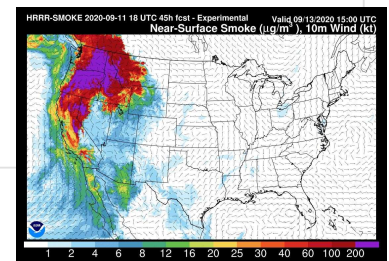 HRRR-SMOKE 2020-09-11 18 UTC 45h fcst - Experimental Valid 09/13/2020 15:00 UTC
Near-Surface Smoke (μg/m³), 10m Wind (kt)
1 2 4 6 8 12 16 20 25 30 40 60 100 200